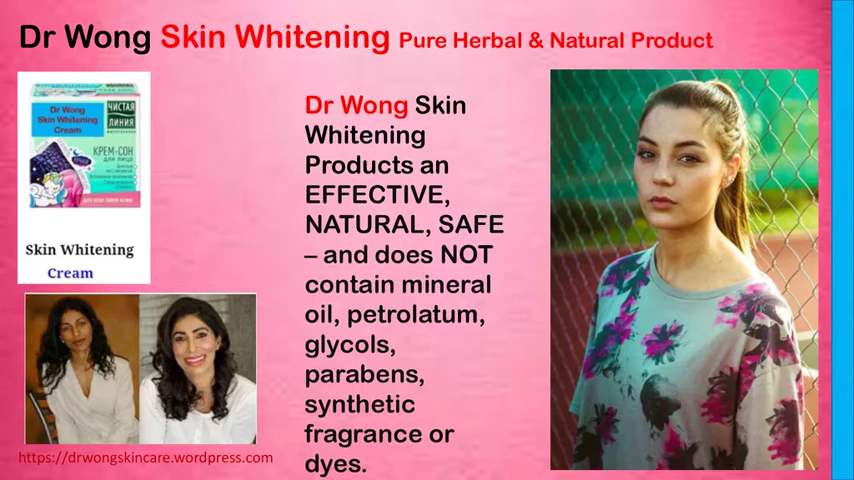 Dr Wong Skin Whitening Pure Herbal & Natural Product
Dr Wong
Skin Whitening
Cream
ЧИСТАЯ
ЛИНИЯ
КРЕМ-СОН
ДЛЯ ЛИЦА
Skin Whitening
Cream
Dr Wong Skin
Whitening
Products an
EFFECTIVE,
NATURAL, SAFE
– and does NOT
contain mineral
oil, petrolatum,
glycols,
parabens,
synthetic
fragrance or
dyes.
https://drwongskincare.wordpress.com